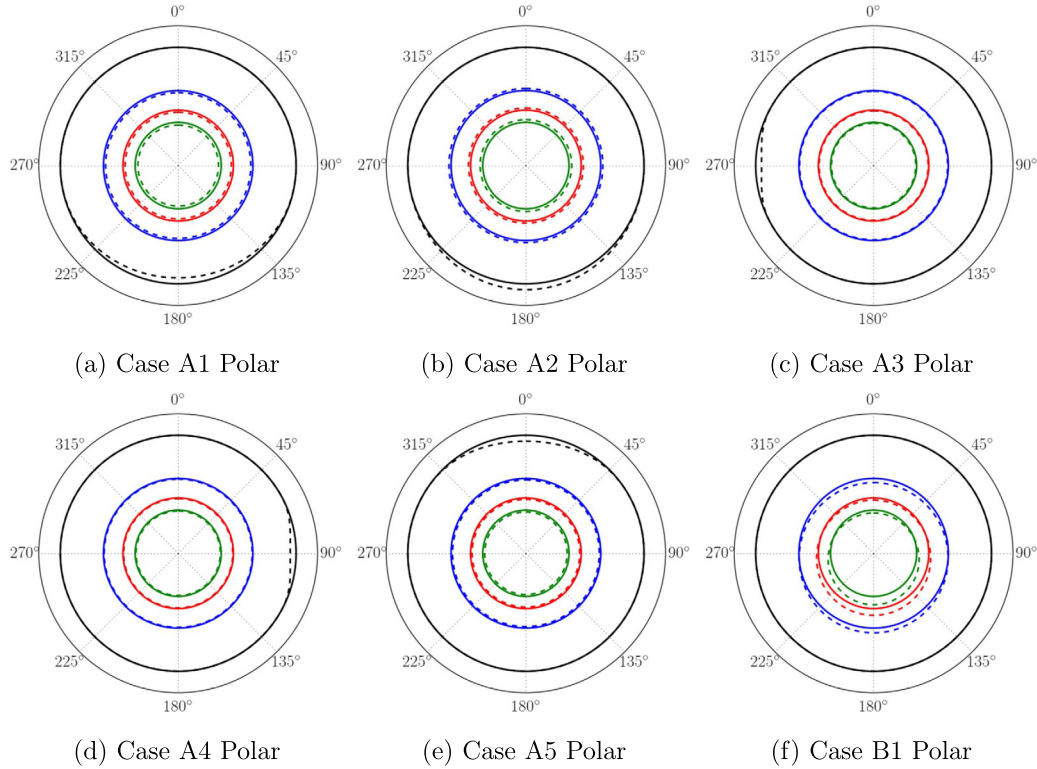 0° 0° 0°
315° 45° 315° 45° 315° 45°
270° 90° 270° 90° 270° 90°
225° 135° 225° 135° 225° 135°
180° 180° 180°
(a) Case A1 Polar (b) Case A2 Polar (c) Case A3 Polar
0° 0° 0°
315° 45° 315° 45° 315° 45°
270° 90° 270° 90° 270° 90°
225° 135° 225° 135° 225° 135°
180° 180° 180°
(d) Case A4 Polar (e) Case A5 Polar (f) Case B1 Polar